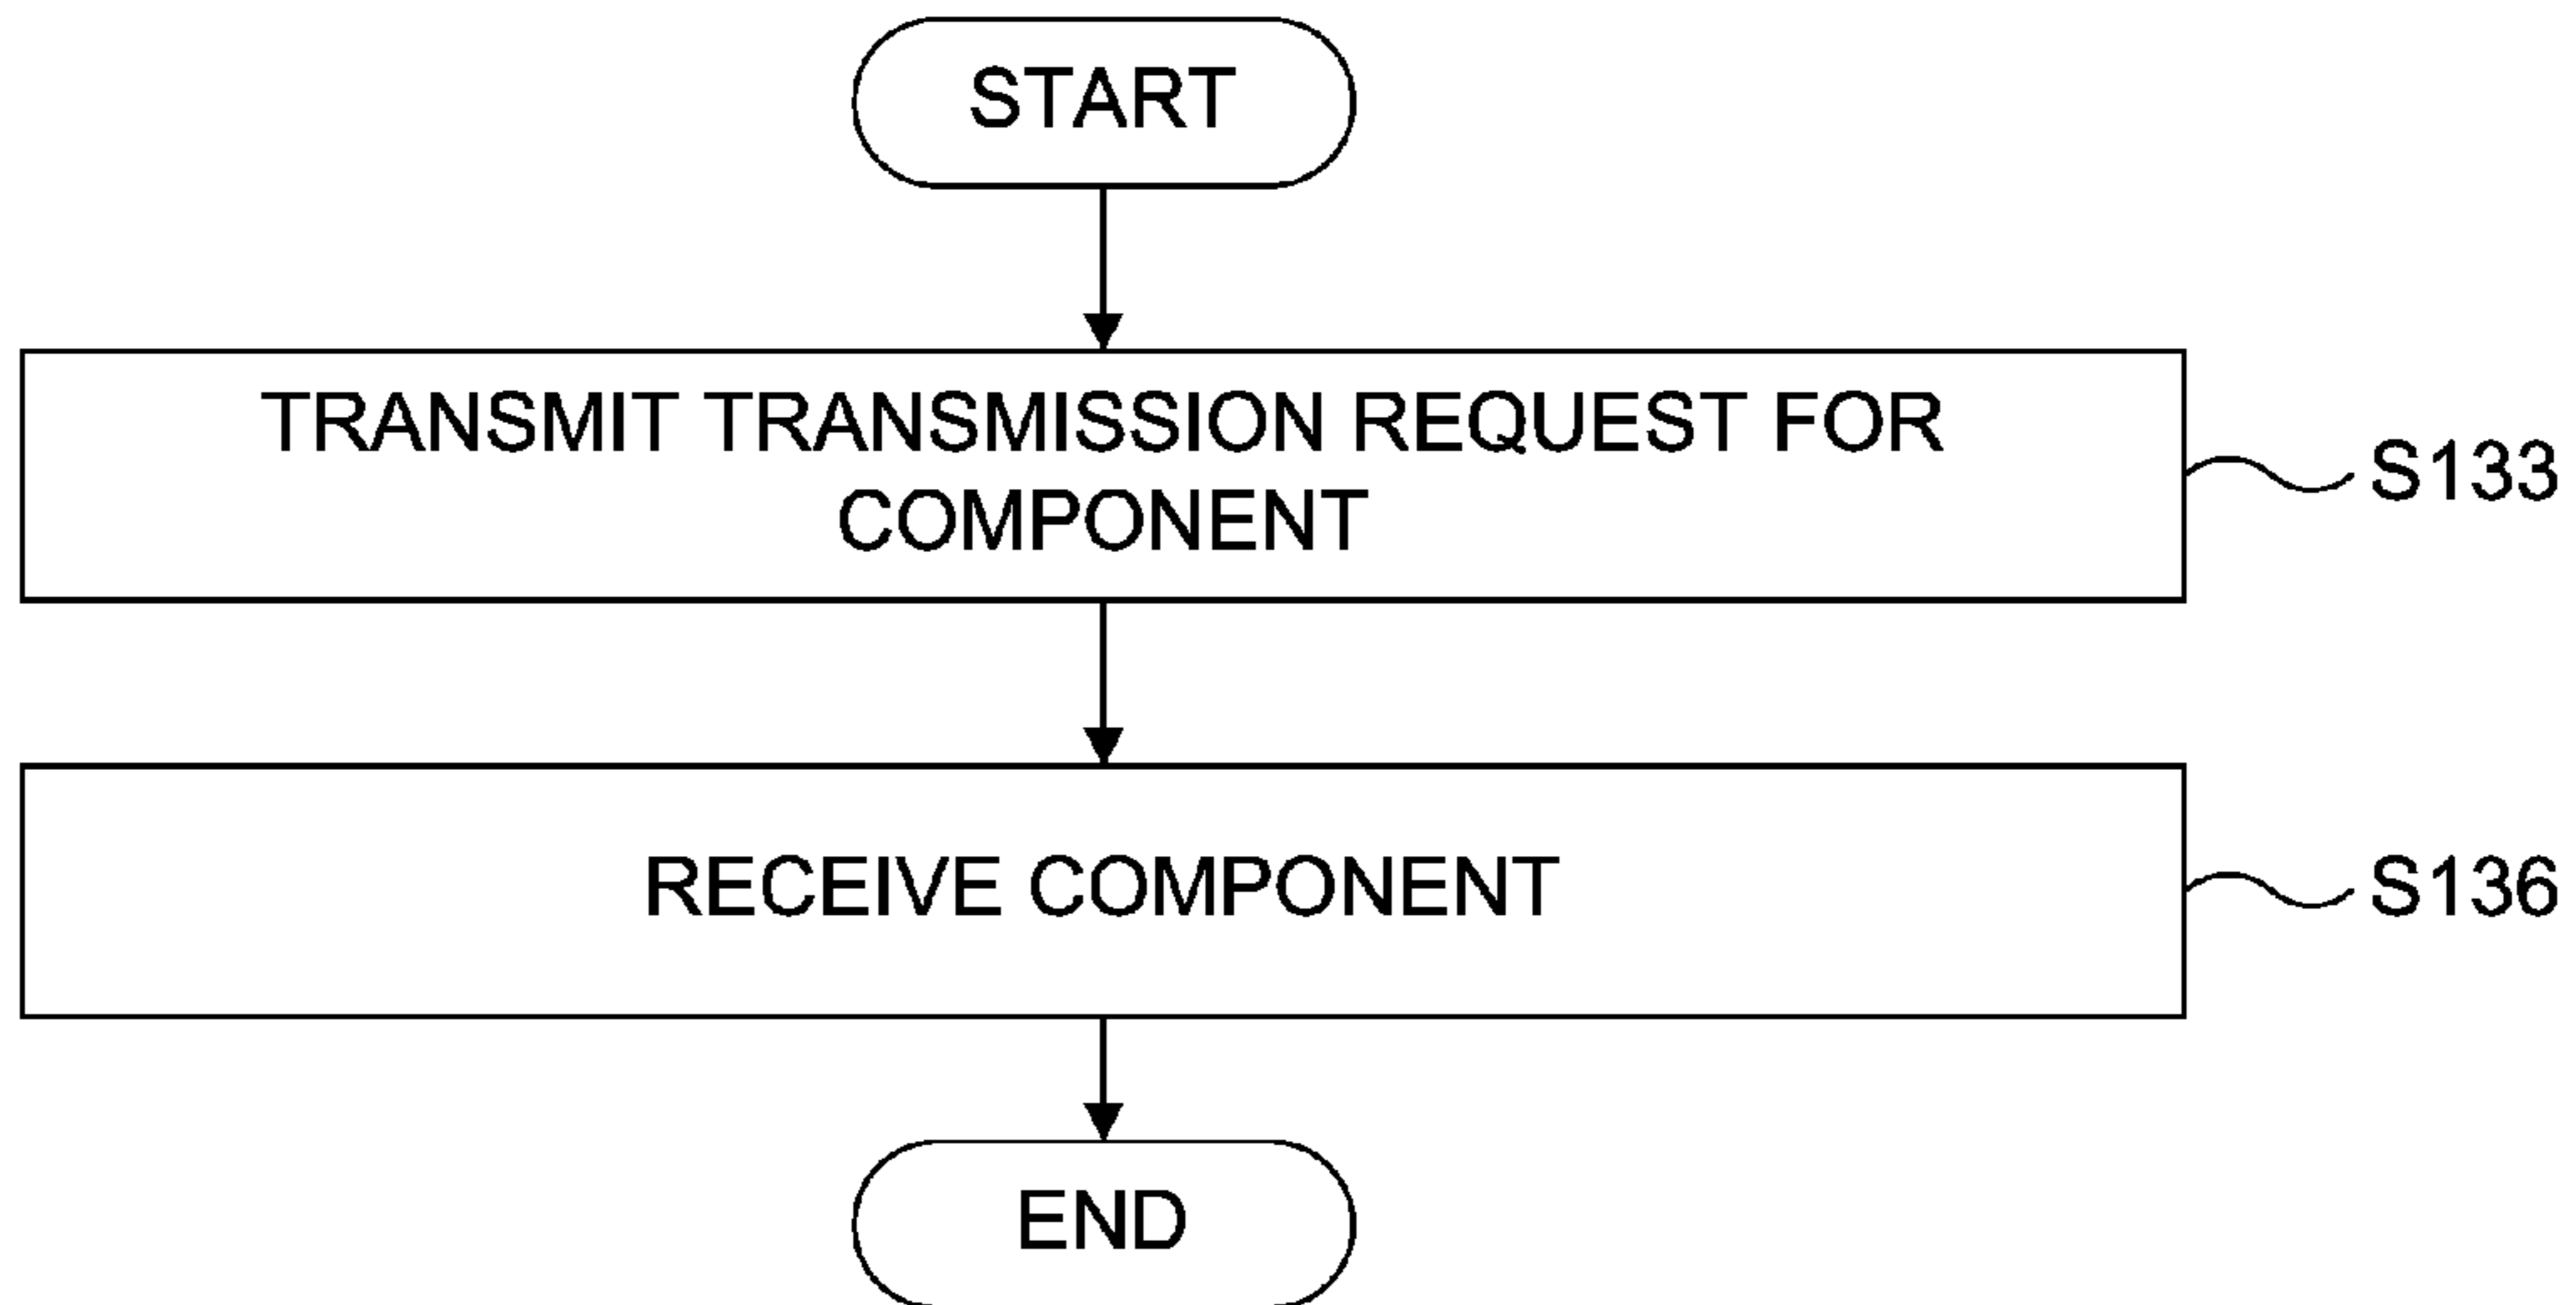 START
TRANSMIT TRANSMISSION REQUEST FOR
COMPONENT
S133
RECEIVE COMPONENT
S136
END